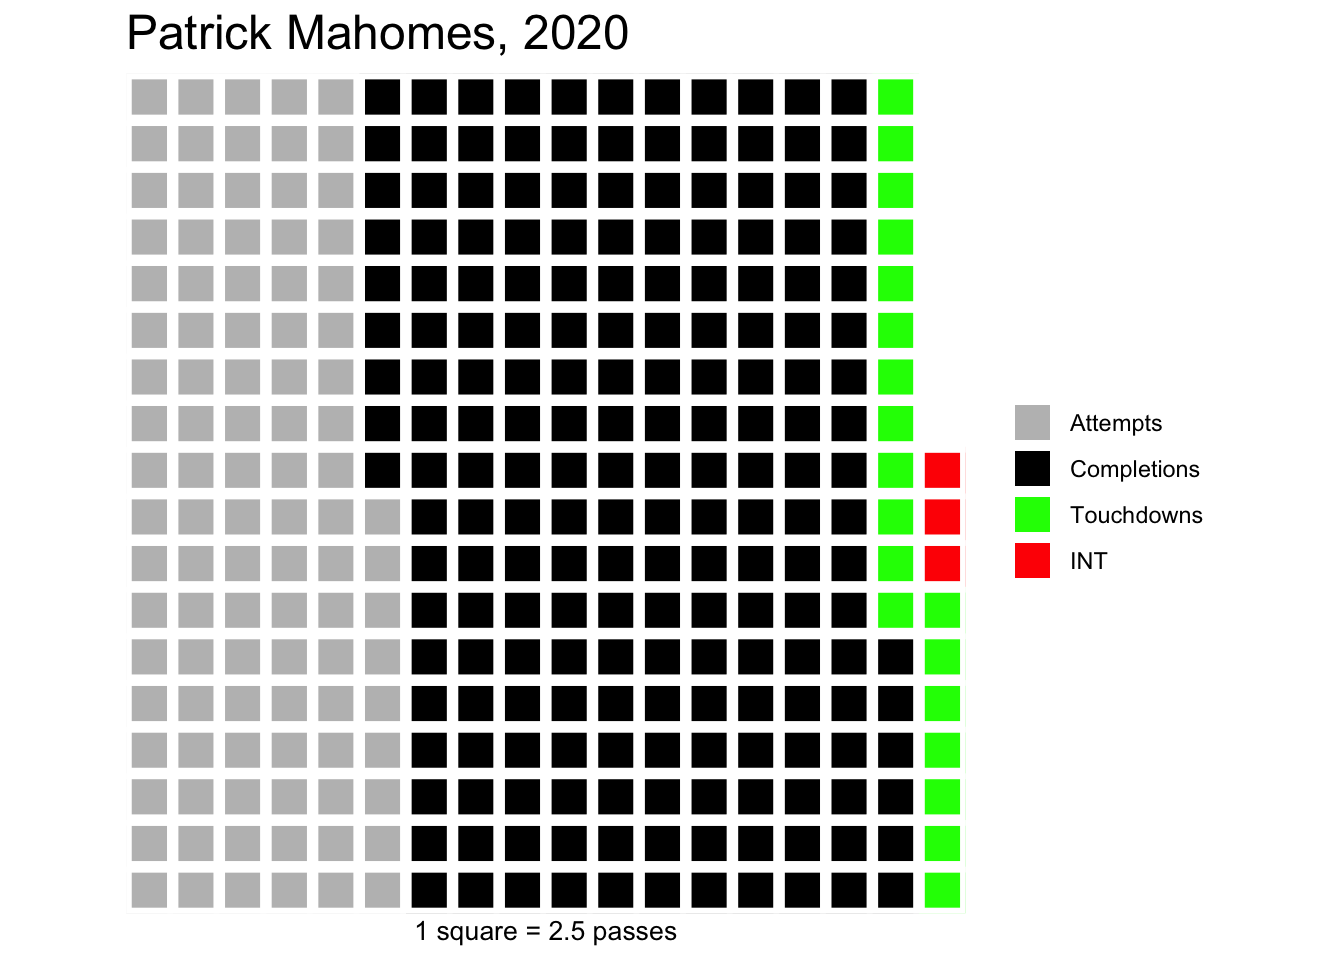 Patrick Mahomes, 2020
Attempts
Completions
Touchdowns
INT
1 square = 2.5 passes